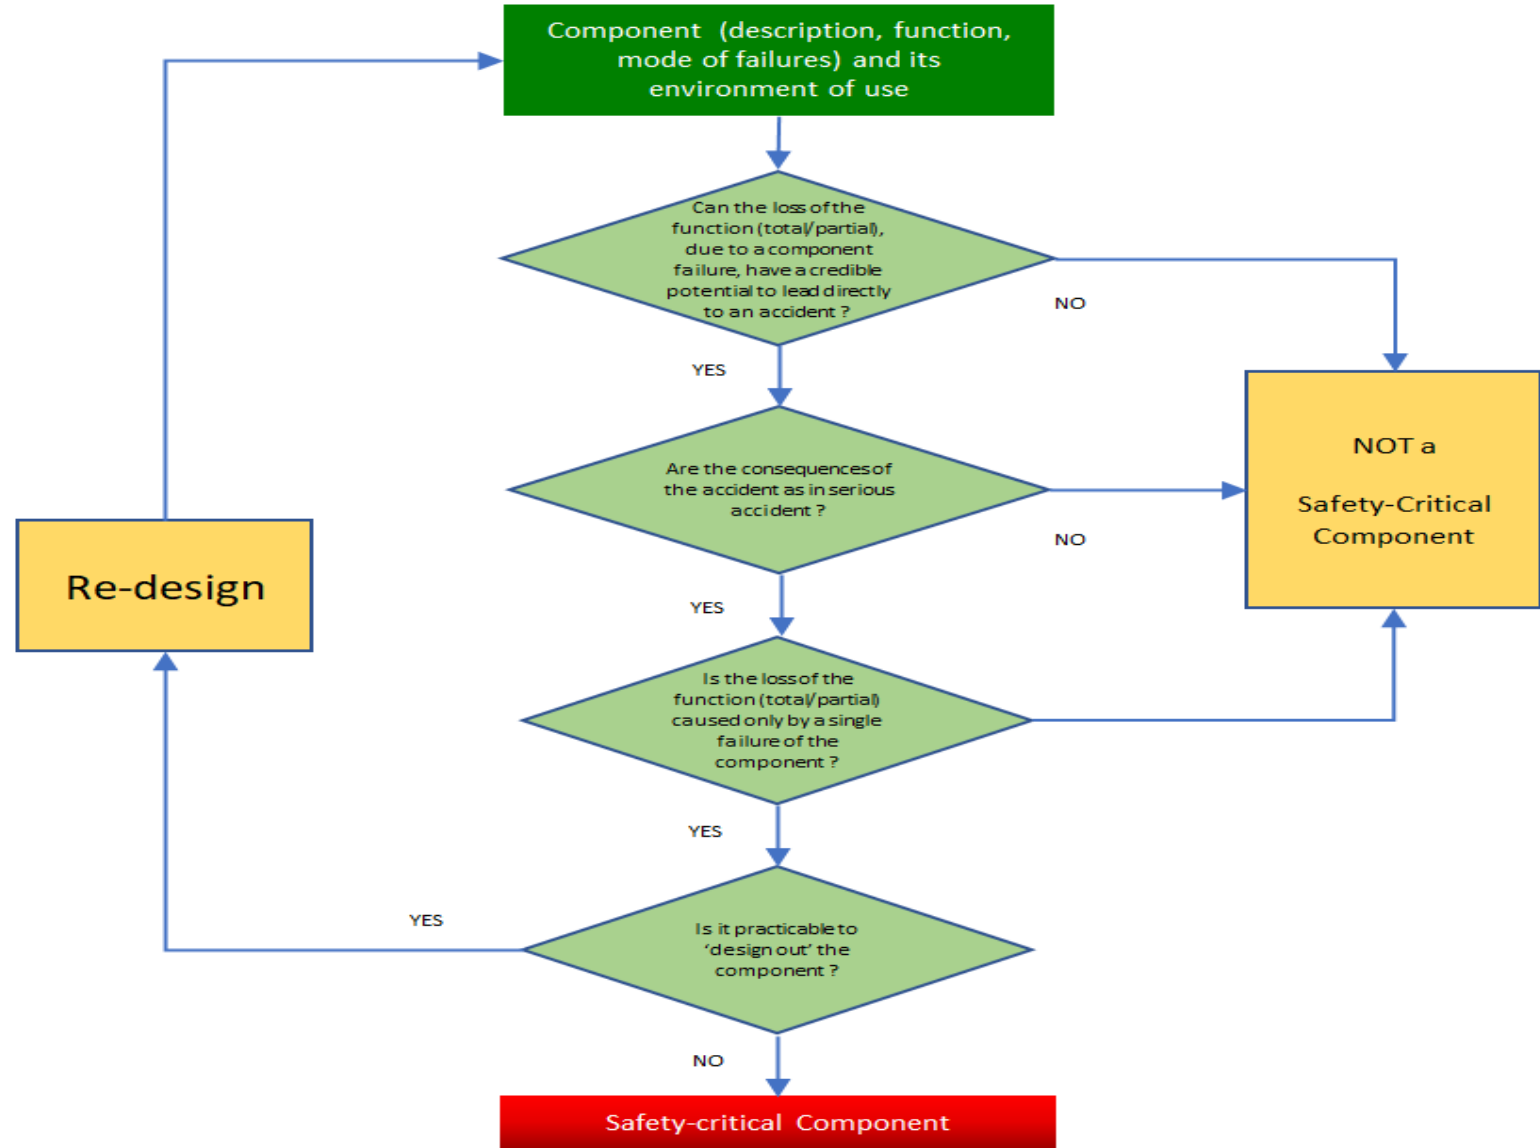 Component (description, function,
mode of failures) and its
environment of use
Can the loss of the
function (total/partial),
due to a component
failure, have a credible
potential to lead directly
to an accident ?
NO
YES
Are the consequences of
the accident as in serious
accident ?
NO
YES
NOT a
Safety-Critical
Component
Re-design
Is the loss of the
function (total/partial)
caused only by a single
failure of the
component ?
YES
Is it practicable to
‘design out’ the
component ?
YES
NO
Safety-critical Component